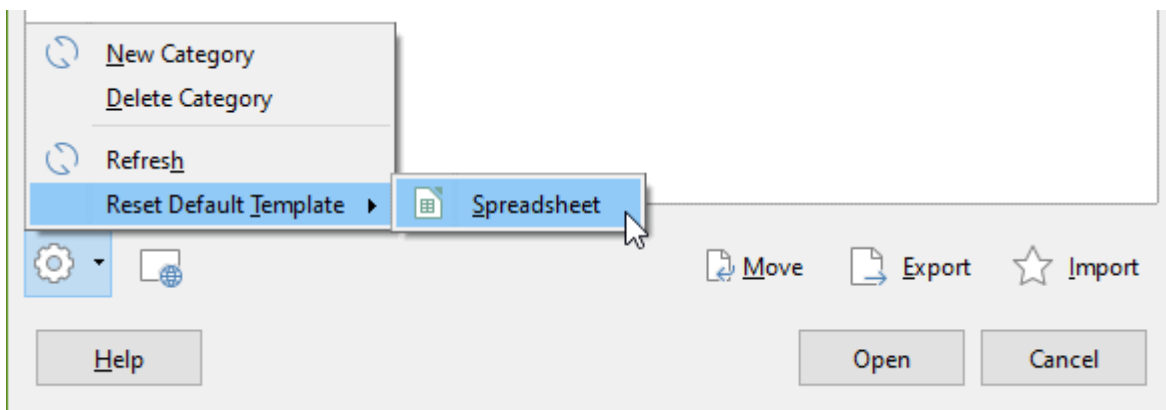 New Category
Delete Category
Refresh
Reset Default Template
Spreadsheet
Move
Export
Import
Help
Open
Cancel